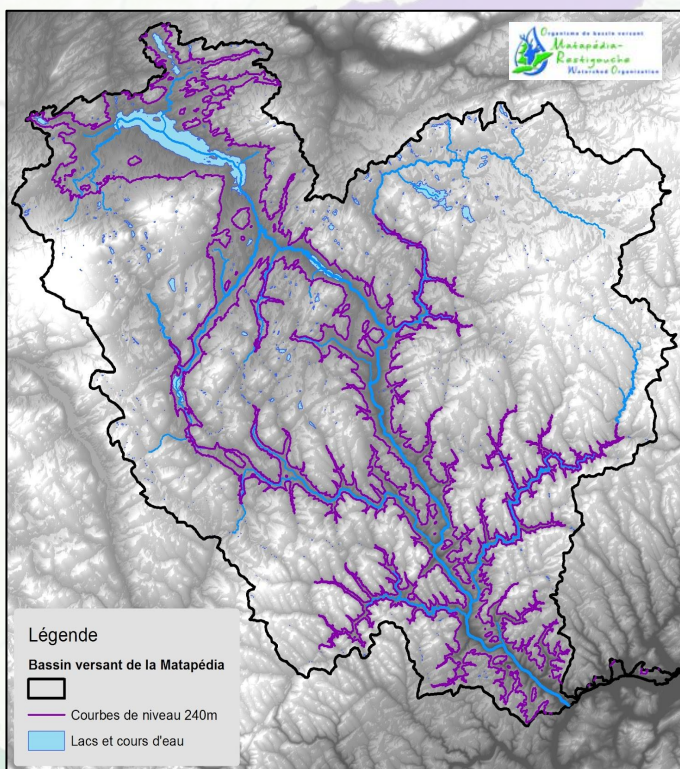 Organisme de bassin versant
Matapédia-
Restigouche
Watershed Organization
Légende
Bassin versant de la Matapédia
Courbes de niveau 240m
Lacs et cours d'eau